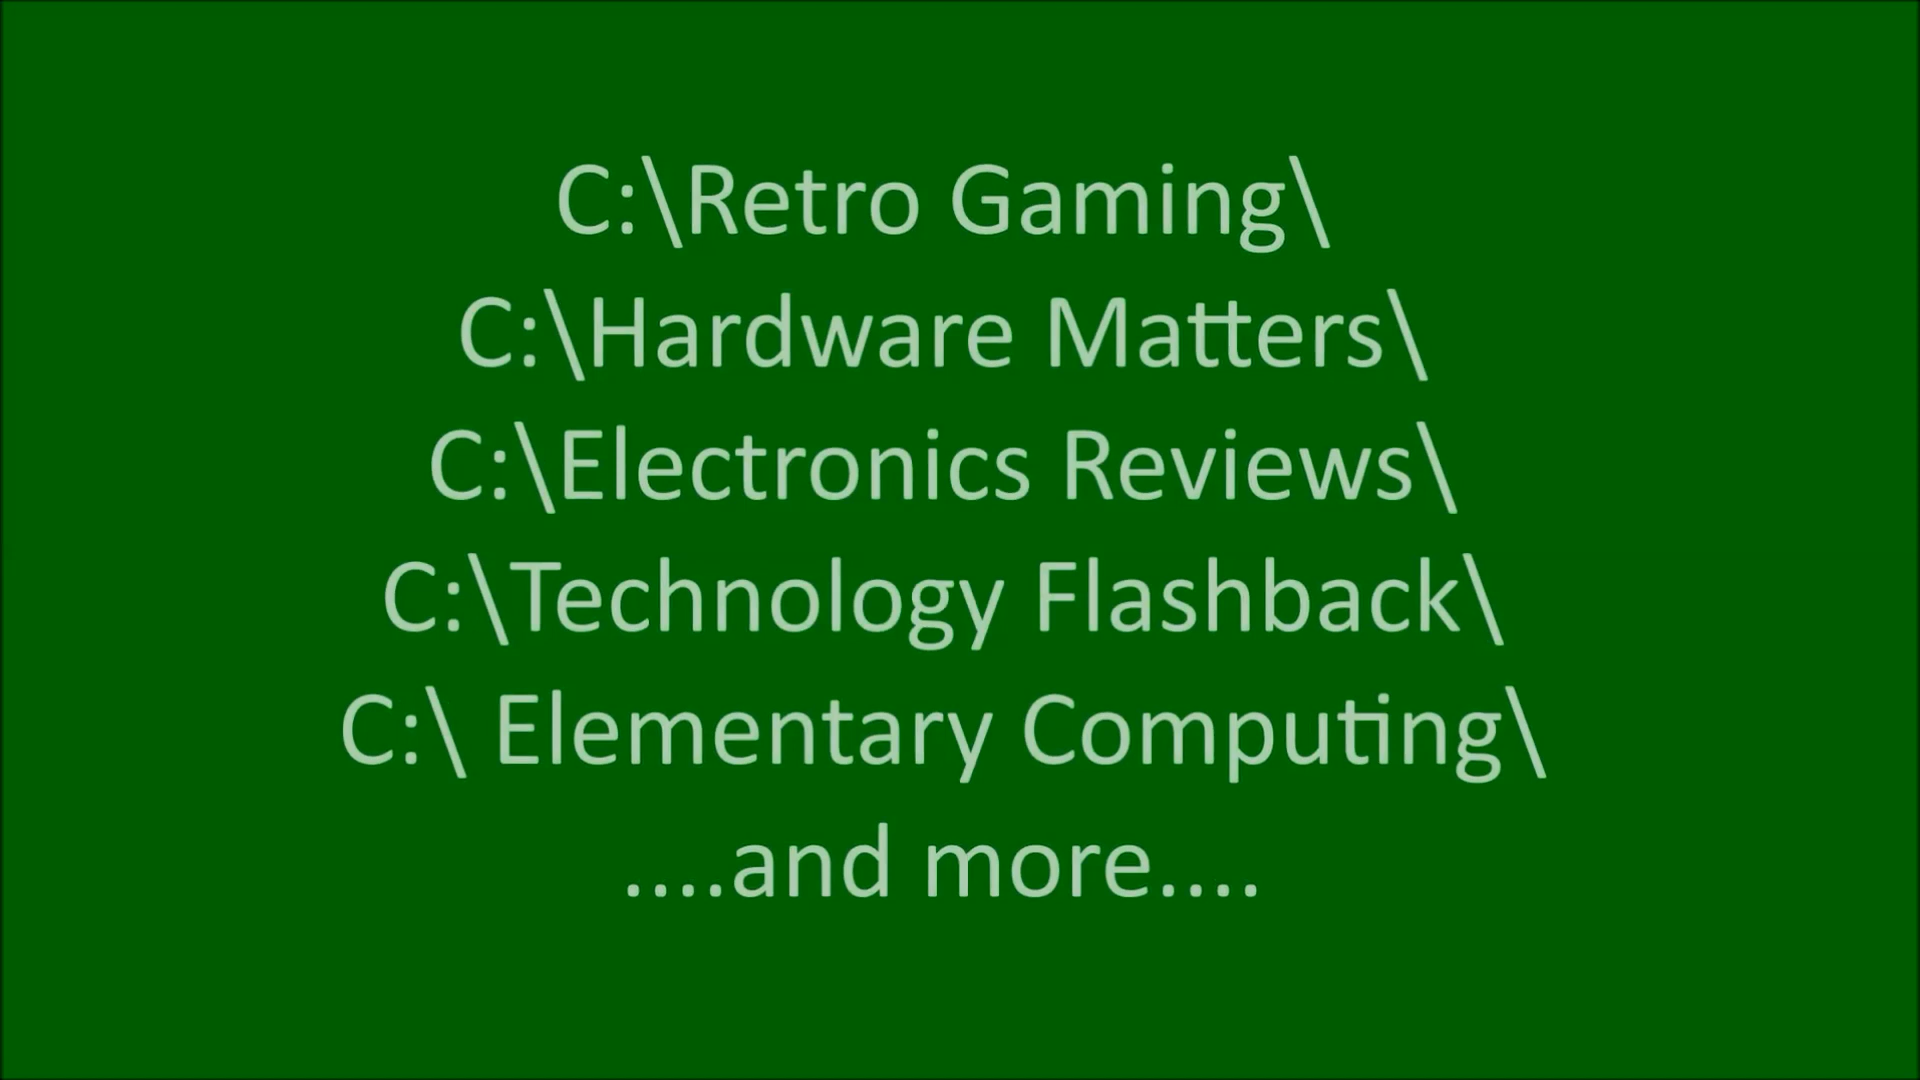 C:\Retro Gaming\
C:\Hardware Matters\
C:\Electronics Reviews\
C:\Technology Flashback\
C:\ Elementary Computing\
....and more....